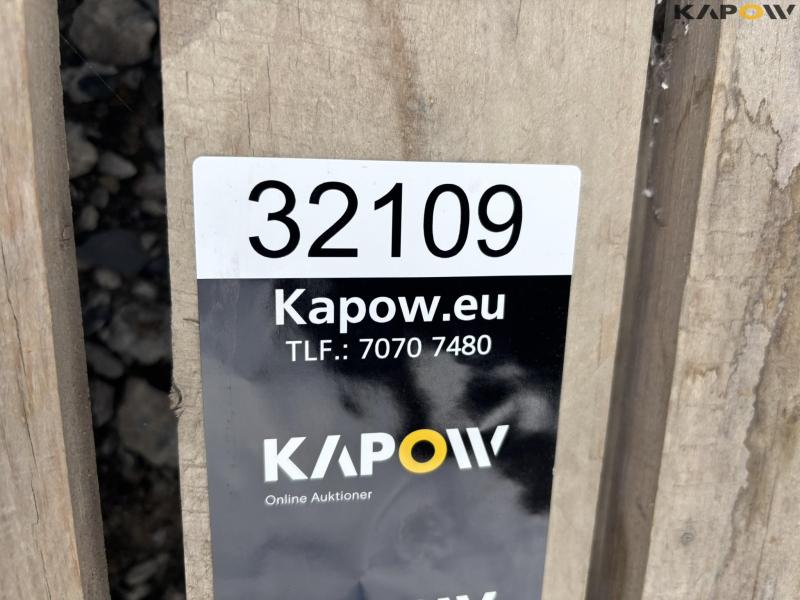 KAPOW
32109
Kapow.eu
TLF.: 7070 7480
KAPOW
Online Auktioner